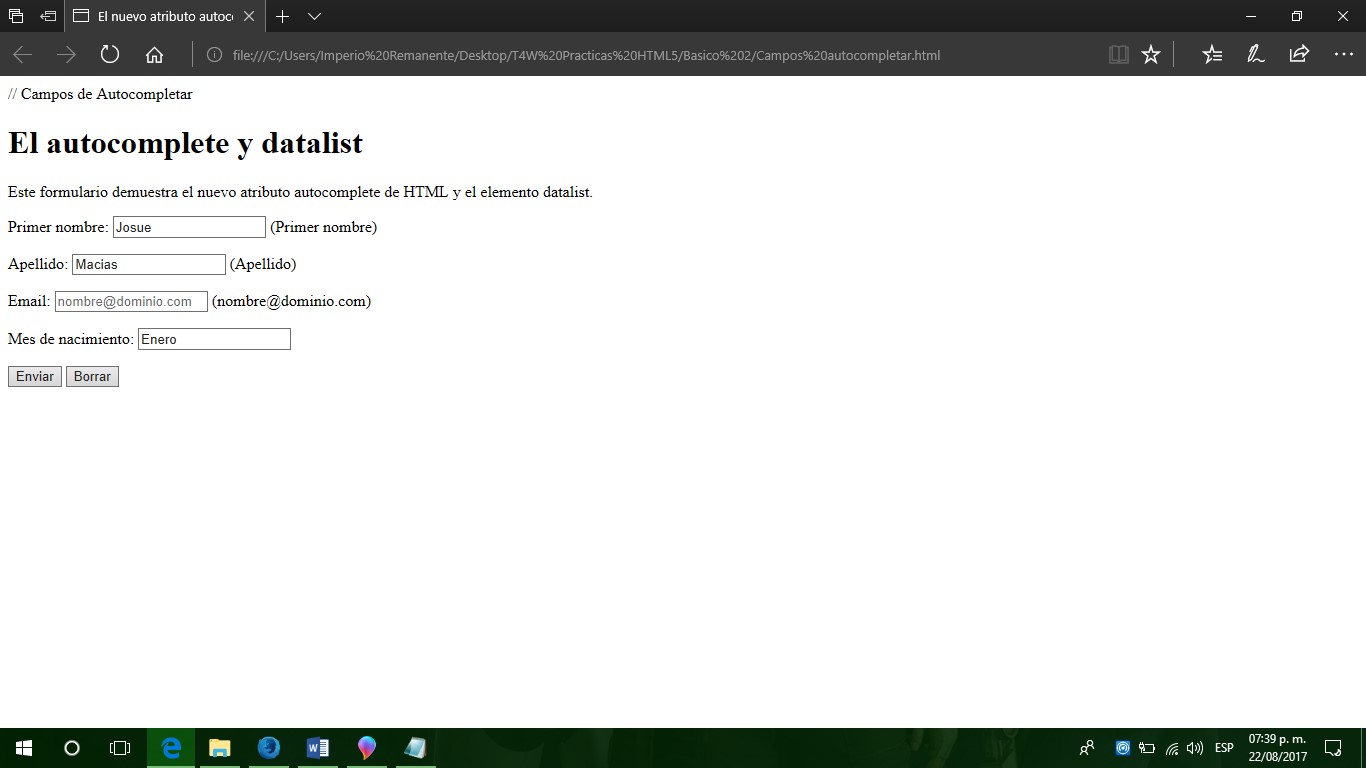 El nuevo atributo autoc
file:///C:/Users/Imperio%20Remanente/Desktop/T4W%20Practicas%20HTML5/Basico%202/Campos%20autocompletar.html
// Campos de Autocompletar
El autocomplete y datalist
Este formulario demuestra el nuevo atributo autocomplete de HTML y el elemento datalist.
Primer nombre: Josue (Primer nombre)
Apellido: Macias (Apellido)
Email: nombre@dominio.com (nombre@dominio.com)
Mes de nacimiento: Enero
Enviar Borrar
ESP
07:39 p. m.
22/08/2017